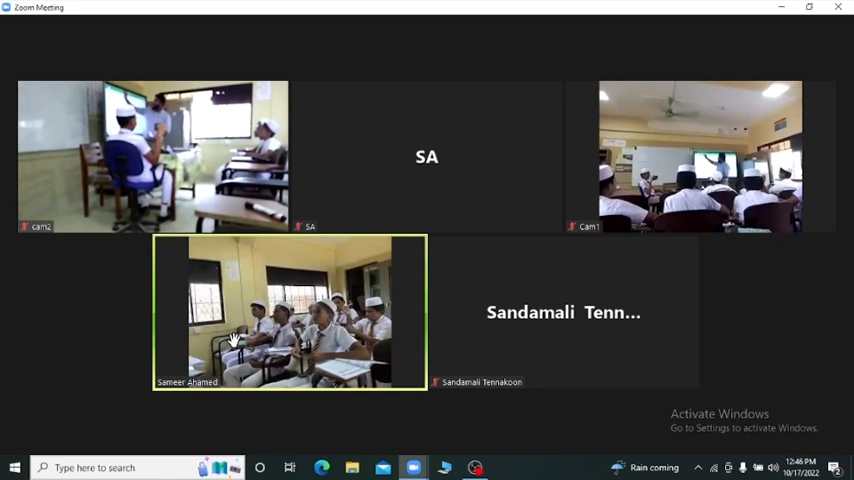 Zoom Meeting
SA
cam2
SA
Cam1
Sandamali Tenn...
Sameer Ahamed
Sandamali Tennakoon
Activate Windows
Go to Settings to activate Windows.
Type here to search
Rain coming
12:46 PM
10/17/2022
2